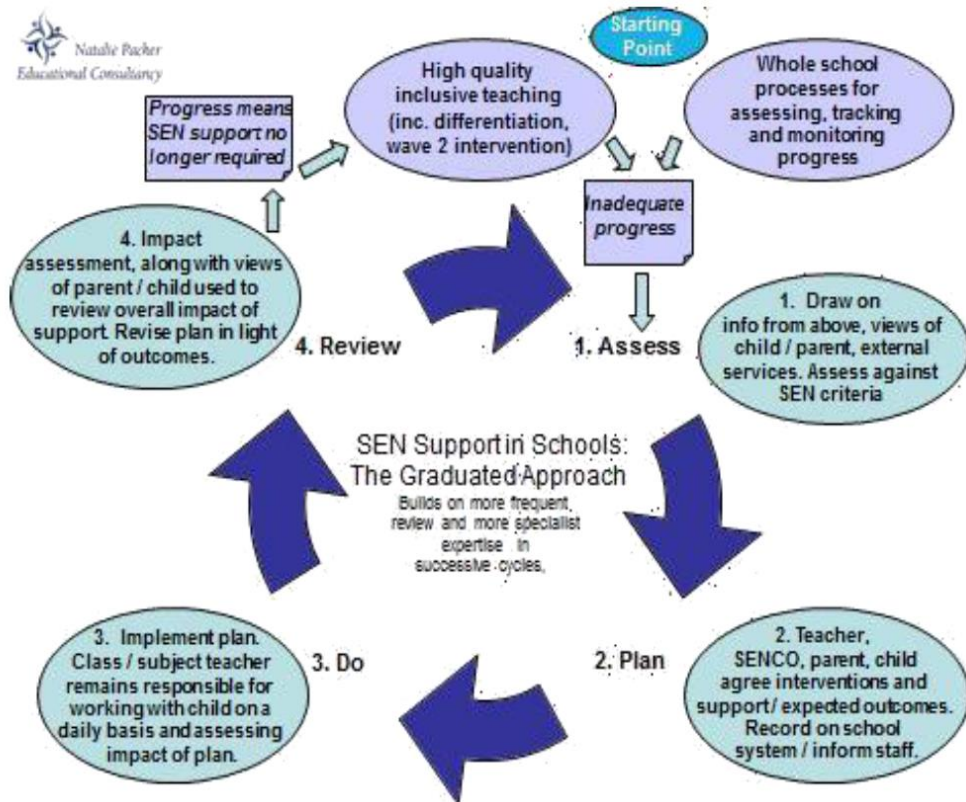 Natalie Packer
Educational Consultancy
Starting
Point
High quality
inclusive teaching
(inc. differentiation,
wave 2 intervention)
Whole school
processes for
assessing, tracking
and monitoring
progress
Progress means
SEN support no
longer required
Inadequate
progress
4. Impact
assessment, along with views
of parent / child used to
review overall impact of
support. Revise plan in light
of outcomes.
4. Review
1. Assess
1. Draw on
info from above, views of
child / parent, external
services. Assess against
SEN criteria
SEN Support in Schools:
The Graduated Approach
Builds on more frequent
review and more specialist
expertise in
successive cycles.
3. Implement plan.
Class / subject teacher
remains responsible for
working with child on a
daily basis and assessing
impact of plan.
3. Do
2. Plan
2. Teacher,
SENCO, parent, child
agree interventions and
support/ expected outcomes.
Record on school
system / inform staff.